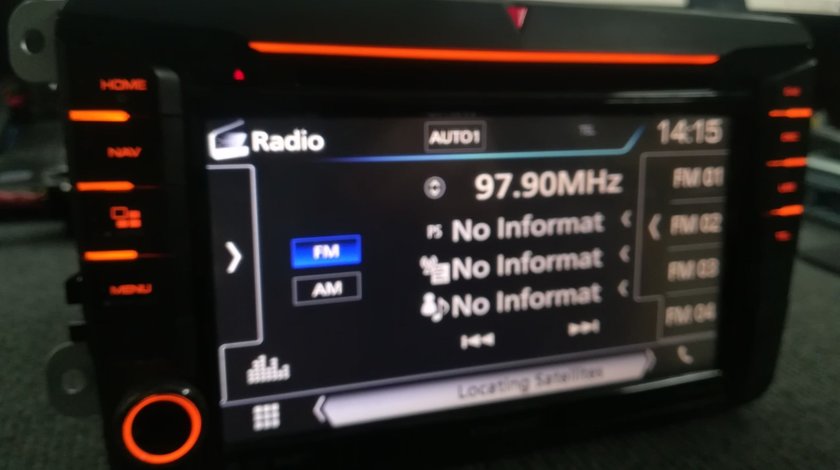 HOME
NAV
MENU
Radio
AUTO1
TEL
14:15
97.90MHz
FM 01
PS No Informat
FM 02
FM
No Informat
FM 03
AM
No Informat
FM 04
Locating Satellites